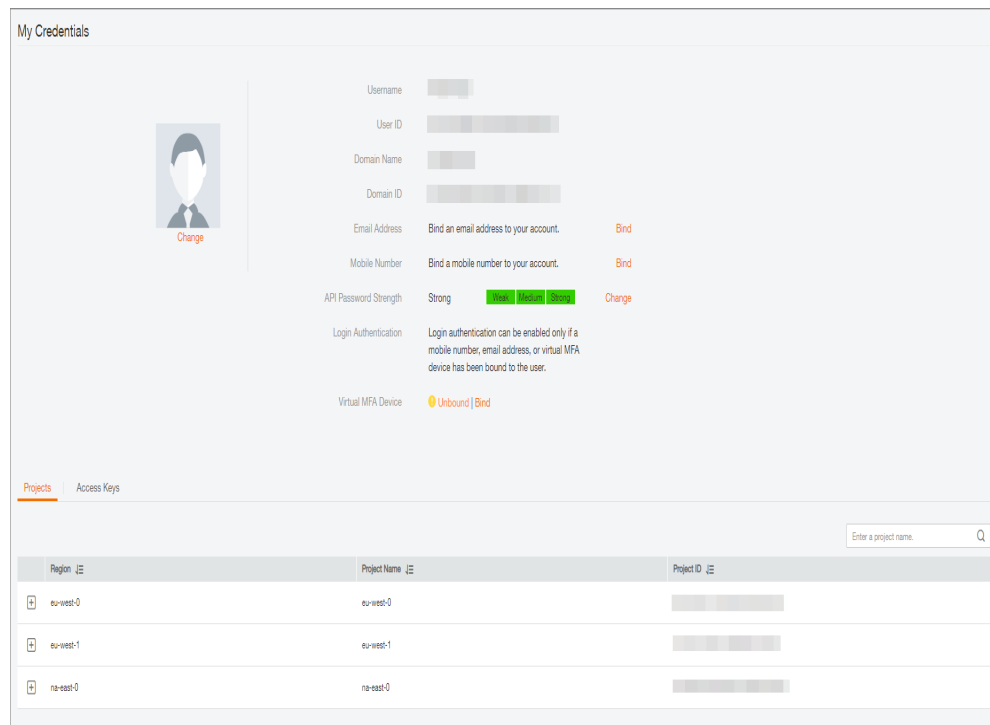 My Credentials
Username
User ID
Domain Name
Domain ID
Change
Email Address Bind an email address to your account. Bind
Mobile Number Bind a mobile number to your account. Bind
API Password Strength Strong Weak Medium Strong Change
Login Authentication Login authentication can be enabled only if a
mobile number, email address, or virtual MFA
device has been bound to the user.
Virtual MFA Device Unbound | Bind
Projects Access Keys
Enter a project name.
Region Project Name Project ID
eu-west-0 eu-west-0
eu-west-1 eu-west-1
na-east-0 na-east-0